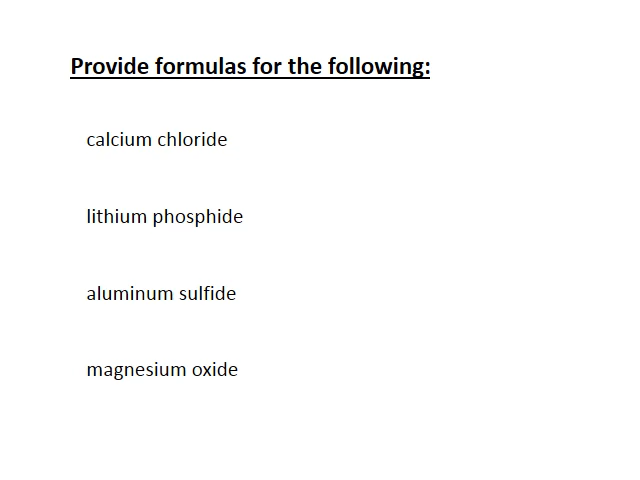 Provide formulas for the following:
calcium chloride
lithium phosphide
aluminum sulfide
magnesium oxide